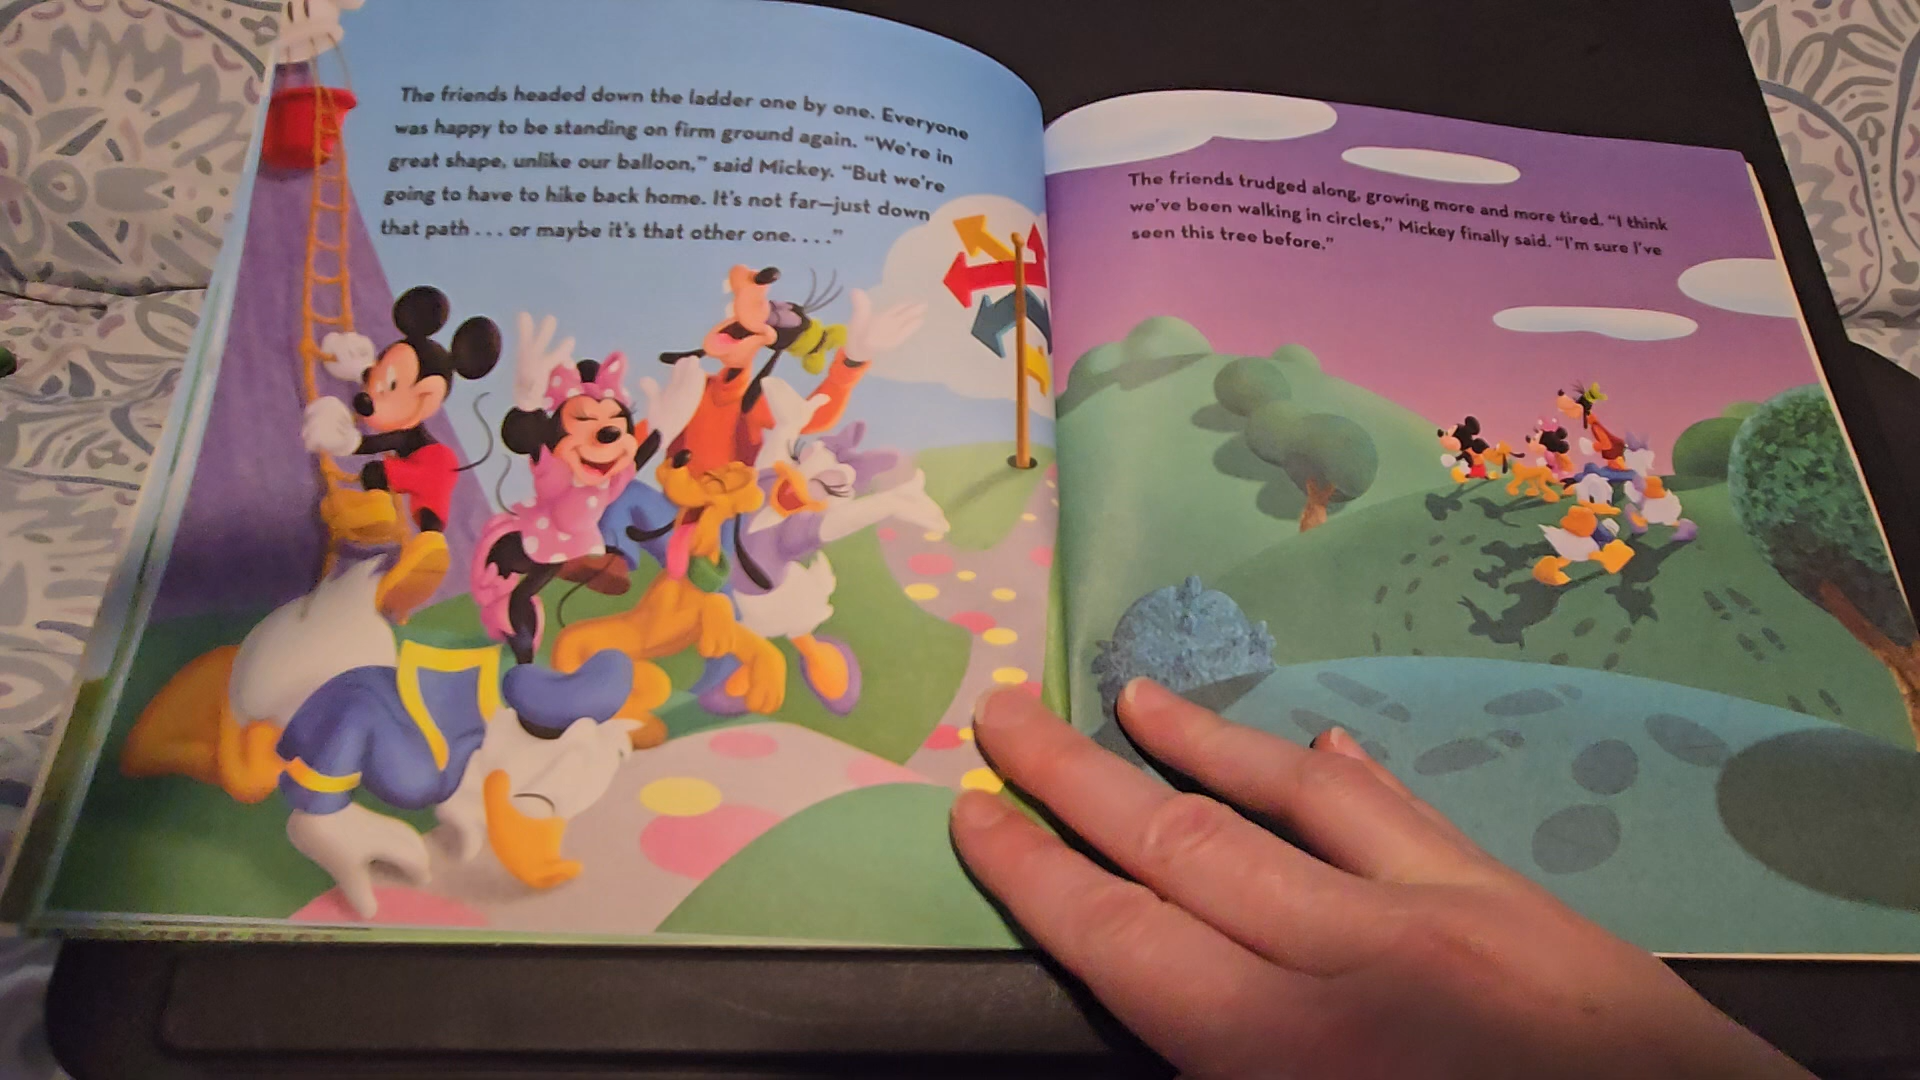 The friends headed down the ladder one by one. Everyone
was happy to be standing on firm ground again. “We’re in
great shape, unlike our balloon,” said Mickey. “But we’re
going to have to hike back home. It’s not far—just down
that path . . . or maybe it’s that other one. . . .”
The friends trudged along, growing more and more tired. “I think
we’ve been walking in circles,” Mickey finally said. “I’m sure I’ve
seen this tree before.”